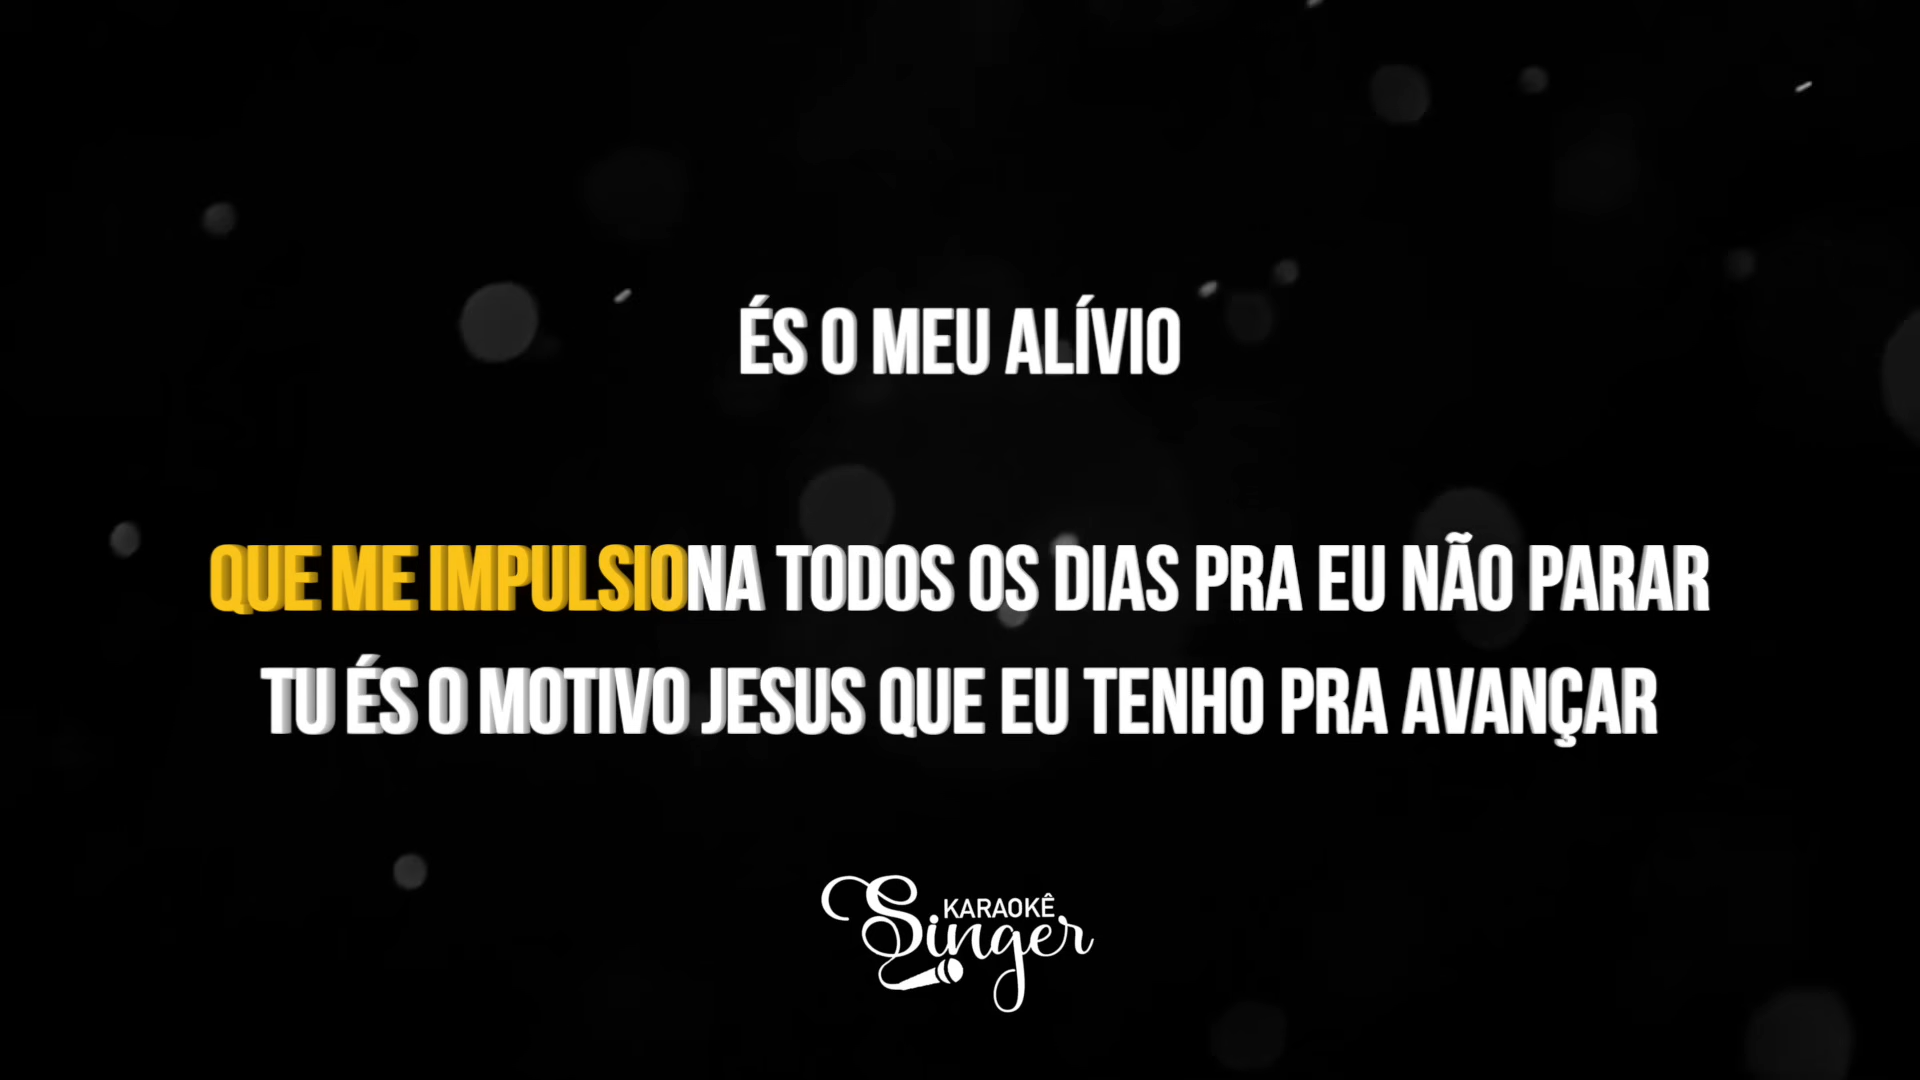 ÉS O MEU ALÍVIO
QUE ME IMPULSIONA TODOS OS DIAS PRA EU NÃO PARAR
TU ÉS O MOTIVO JESUS QUE EU TENHO PRA AVANÇAR
KARAOKÊ
Singer